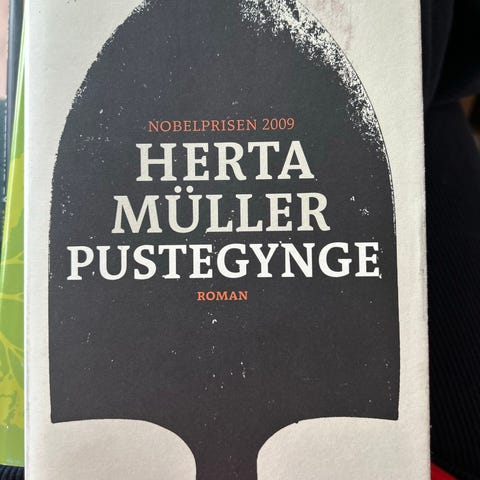 NOBELPRISEN 2009
HERTA
MÜLLER
PUSTEGYNGE
ROMAN